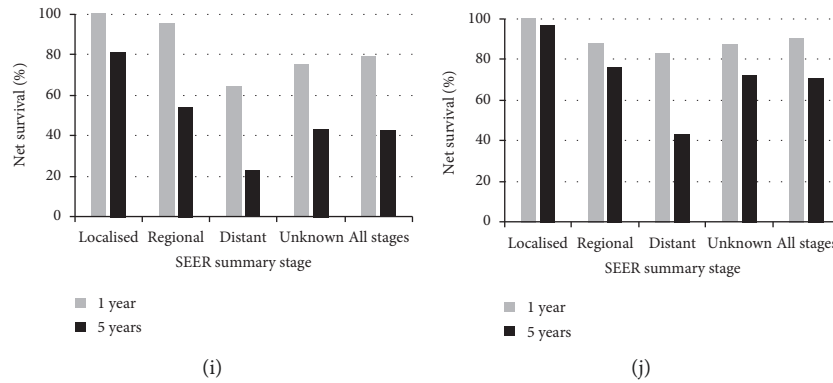 100
80
60
40
20
0
Net survival (%)
Localised Regional Distant Unknown All stages
SEER summary stage
1 year
5 years
(i)
100
80
60
40
20
0
Net survival (%)
Localised Regional Distant Unknown All stages
SEER summary stage
1 year
5 years
(j)